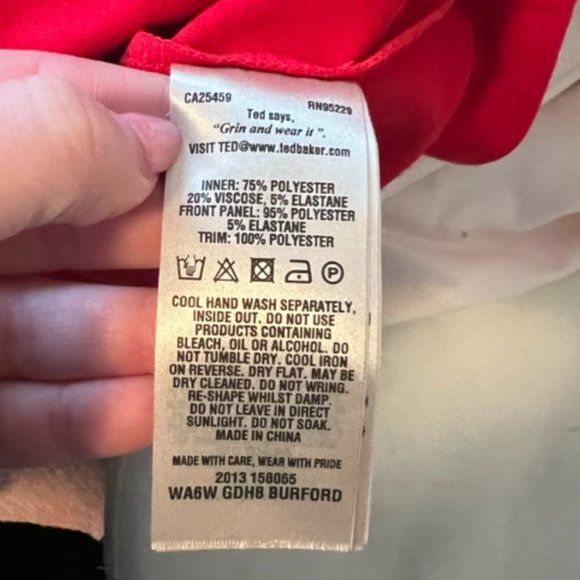 CA25459 RN95229
Ted says,
"Grin and wear it".
VISIT TED@www.tedbaker.com
INNER: 75% POLYESTER
20% VISCOSE, 5% ELASTANE
FRONT PANEL: 95% POLYESTER
5% ELASTANE
TRIM: 100% POLYESTER
P
COOL HAND WASH SEPARATELY,
INSIDE OUT. DO NOT USE
PRODUCTS CONTAINING
BLEACH, OIL OR ALCOHOL. DO
NOT TUMBLE DRY. COOL IRON
ON REVERSE. DRY FLAT. MAY BE
DRY CLEANED. DO NOT WRING.
RE-SHAPE WHILST DAMP.
DO NOT LEAVE IN DIRECT
SUNLIGHT. DO NOT SOAK.
MADE IN CHINA
MADE WITH CARE, WEAR WITH PRIDE
2013 158065
WA6W GDH8 BURFORD